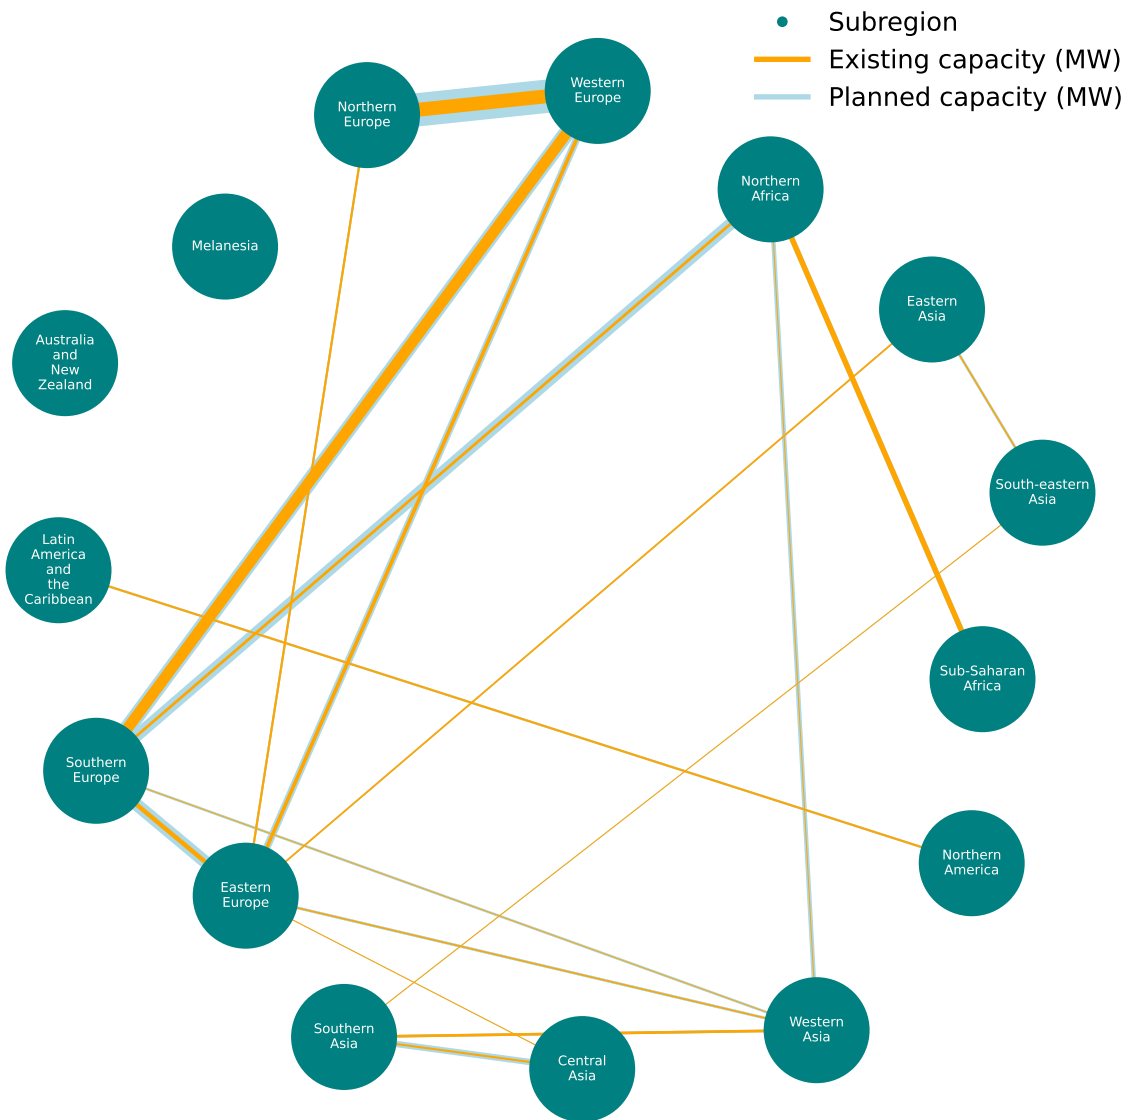 Subregion
Existing capacity (MW)
Planned capacity (MW)
Western
Europe
Northern
Europe
Northern
Africa
Melanesia
Eastern
Asia
Australia
and
New
Zealand
South-eastern
Asia
Latin
America
and
the
Caribbean
Sub-Saharan
Africa
Southern
Europe
Northern
America
Eastern
Europe
Southern
Asia
Western
Asia
Central
Asia